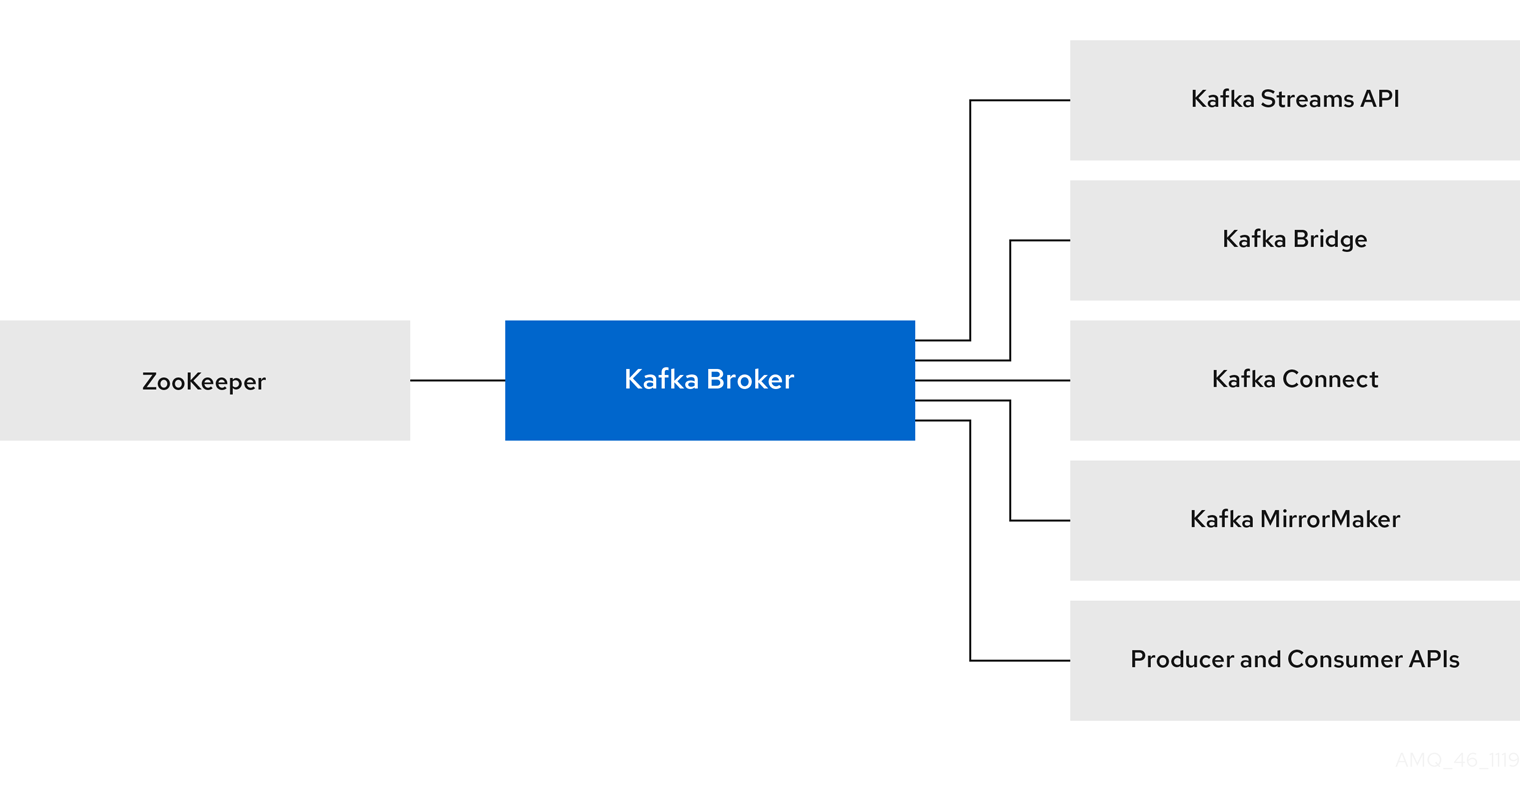 Kafka Streams API
Kafka Bridge
ZooKeeper
Kafka Broker
Kafka Connect
Kafka MirrorMaker
Producer and Consumer APIs
AMQ_46_1119